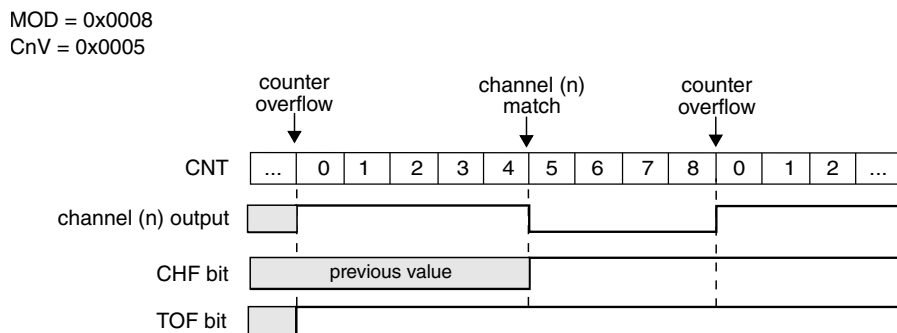 MOD = 0x0008
CnV = 0x0005
counter
overflow
channel (n)
match
counter
overflow
CNT ... 0 1 2 3 4 5 6 7 8 0 1 2 ...
channel (n) output
CHF bit previous value
TOF bit